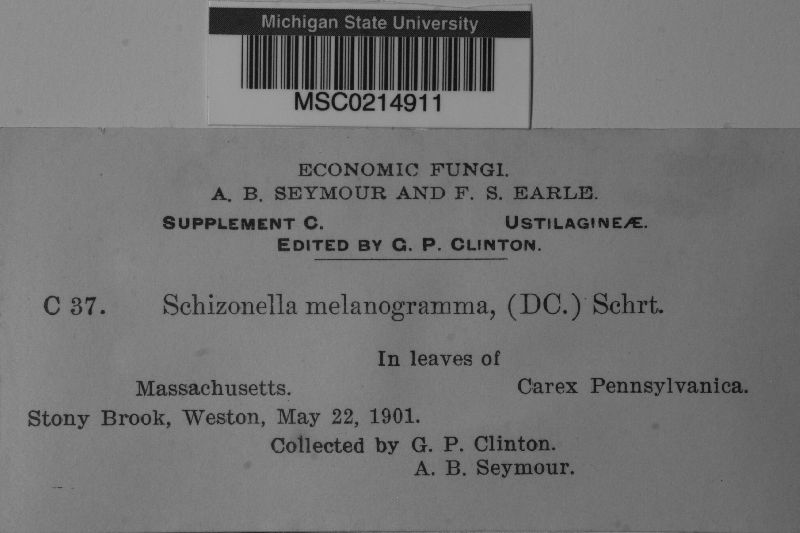 Michigan State University
MSC0214911
ECONOMIC FUNGI.
A. B. SEYMOUR AND F. S. EARLE.
SUPPLEMENT C. USTILAGINEÆ.
EDITED BY G. P. CLINTON.
C 37. Schizonella melanogramma, (DC.) Schrt.
In leaves of
Massachusetts. Carex Pennsylvanica.
Stony Brook, Weston, May 22, 1901.
Collected by G. P. Clinton.
A. B. Seymour.